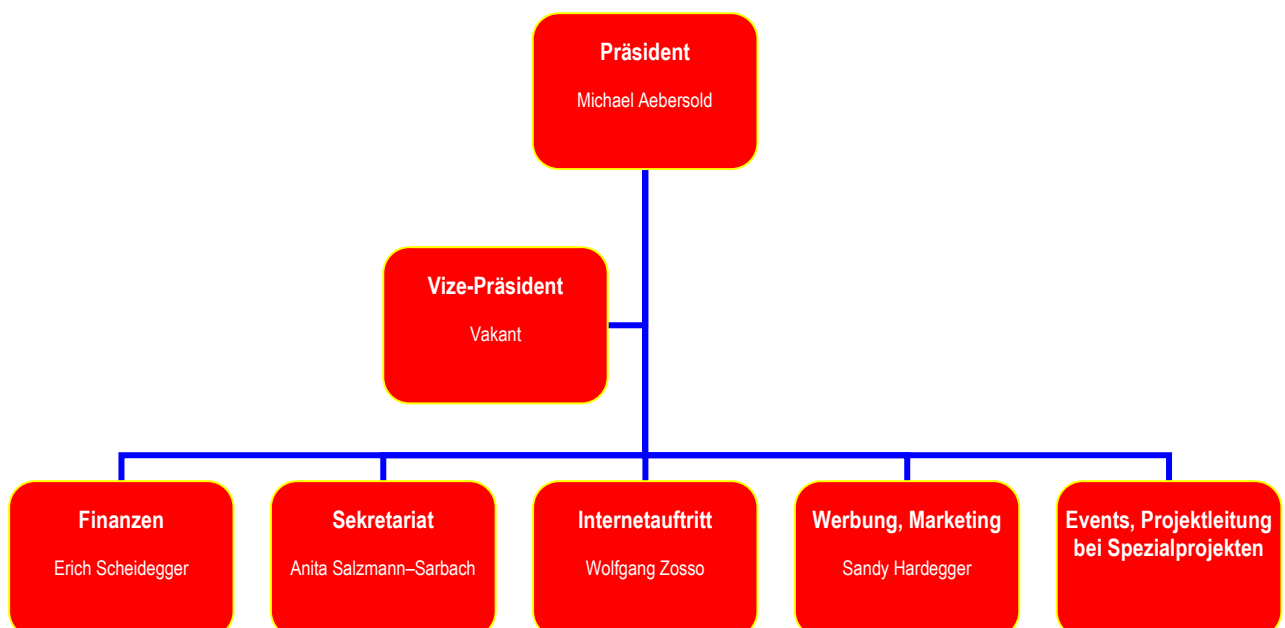 Präsident
Michael Aebersold
Vize-Präsident
Vakant
Finanzen
Erich Scheidegger
Sekretariat
Anita Salzmann–Sarbach
Internetauftritt
Wolfgang Zosso
Werbung, Marketing
Sandy Hardegger
Events, Projektleitung
bei Spezialprojekten